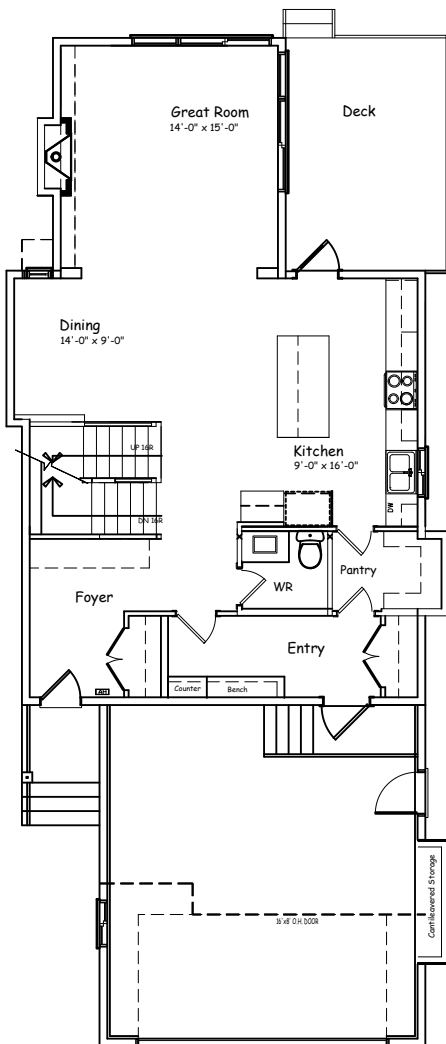 Great Room
14'-0" x 15'-0"
Deck
Dining
14'-0" x 9'-0"
UP 16R
Kitchen
9'-0" x 16'-0"
DW
DN 16R
WR
Pantry
Foyer
Entry
Counter
Bench
Cantileavered Storage
16'x8' O.H. DOOR